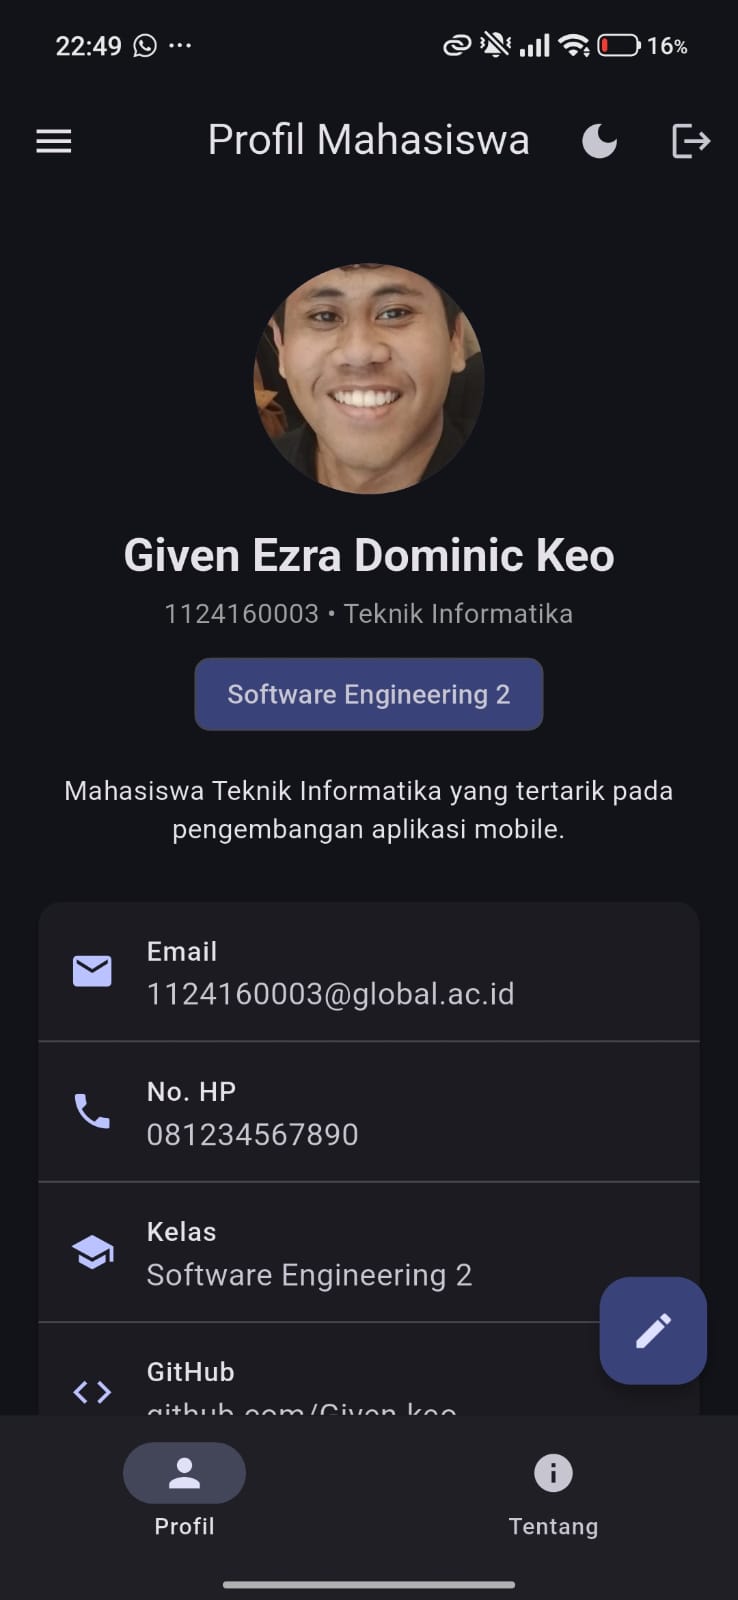 22:49
16%
Profil Mahasiswa
Given Ezra Dominic Keo
1124160003 • Teknik Informatika
Software Engineering 2
Mahasiswa Teknik Informatika yang tertarik pada
pengembangan aplikasi mobile.
Email
1124160003@global.ac.id
No. HP
081234567890
Kelas
Software Engineering 2
GitHub
Profil
Tentang